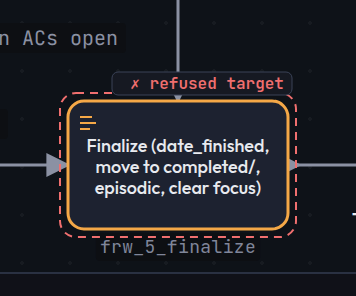 n ACs open
✗ refused target
Finalize (date_finished,
move to completed/,
episodic, clear focus)
frw_5_finalize